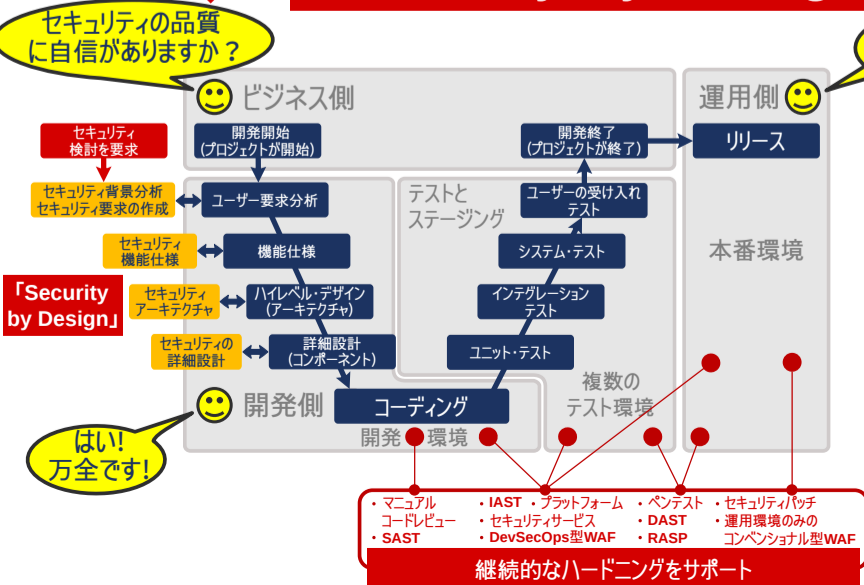 セキュリティの品質
に自信がありますか？
ビジネス側
運用側
セキュリティ
検討を要求
開発開始
(プロジェクトが開始)
開発終了
(プロジェクトが終了)
リリース
セキュリティ背景分析
セキュリティ要求の作成
ユーザー要求分析
テストと
ステージング
ユーザーの受け入れ
テスト
セキュリティ
機能仕様
機能仕様
システム・テスト
本番環境
「Security
by Design」
セキュリティ
アーキテクチャ
ハイレベル・デザイン
(アーキテクチャ)
インテグレーション
テスト
セキュリティの
詳細設計
詳細設計
(コンポーネント)
ユニット・テスト
複数の
テスト環境
開発側
コーディング
開発環境
はい!
万全です!
・マニュアル
コードレビュー
・SAST
・IAST ・プラットフォーム
・セキュリティサービス
・DevSecOps型WAF
・ペンテスト
・DAST
・RASP
・セキュリティパッチ
・運用環境のみの
コンベンショナル型WAF
継続的なハードニングをサポート